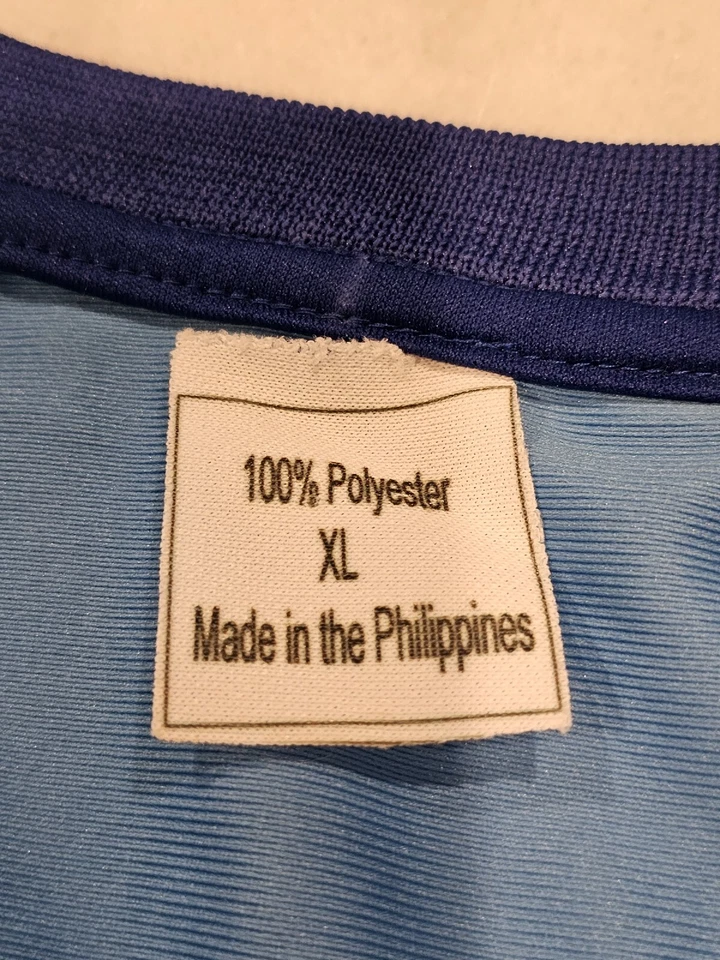 100% Polyester
XL
Made in the Philippines